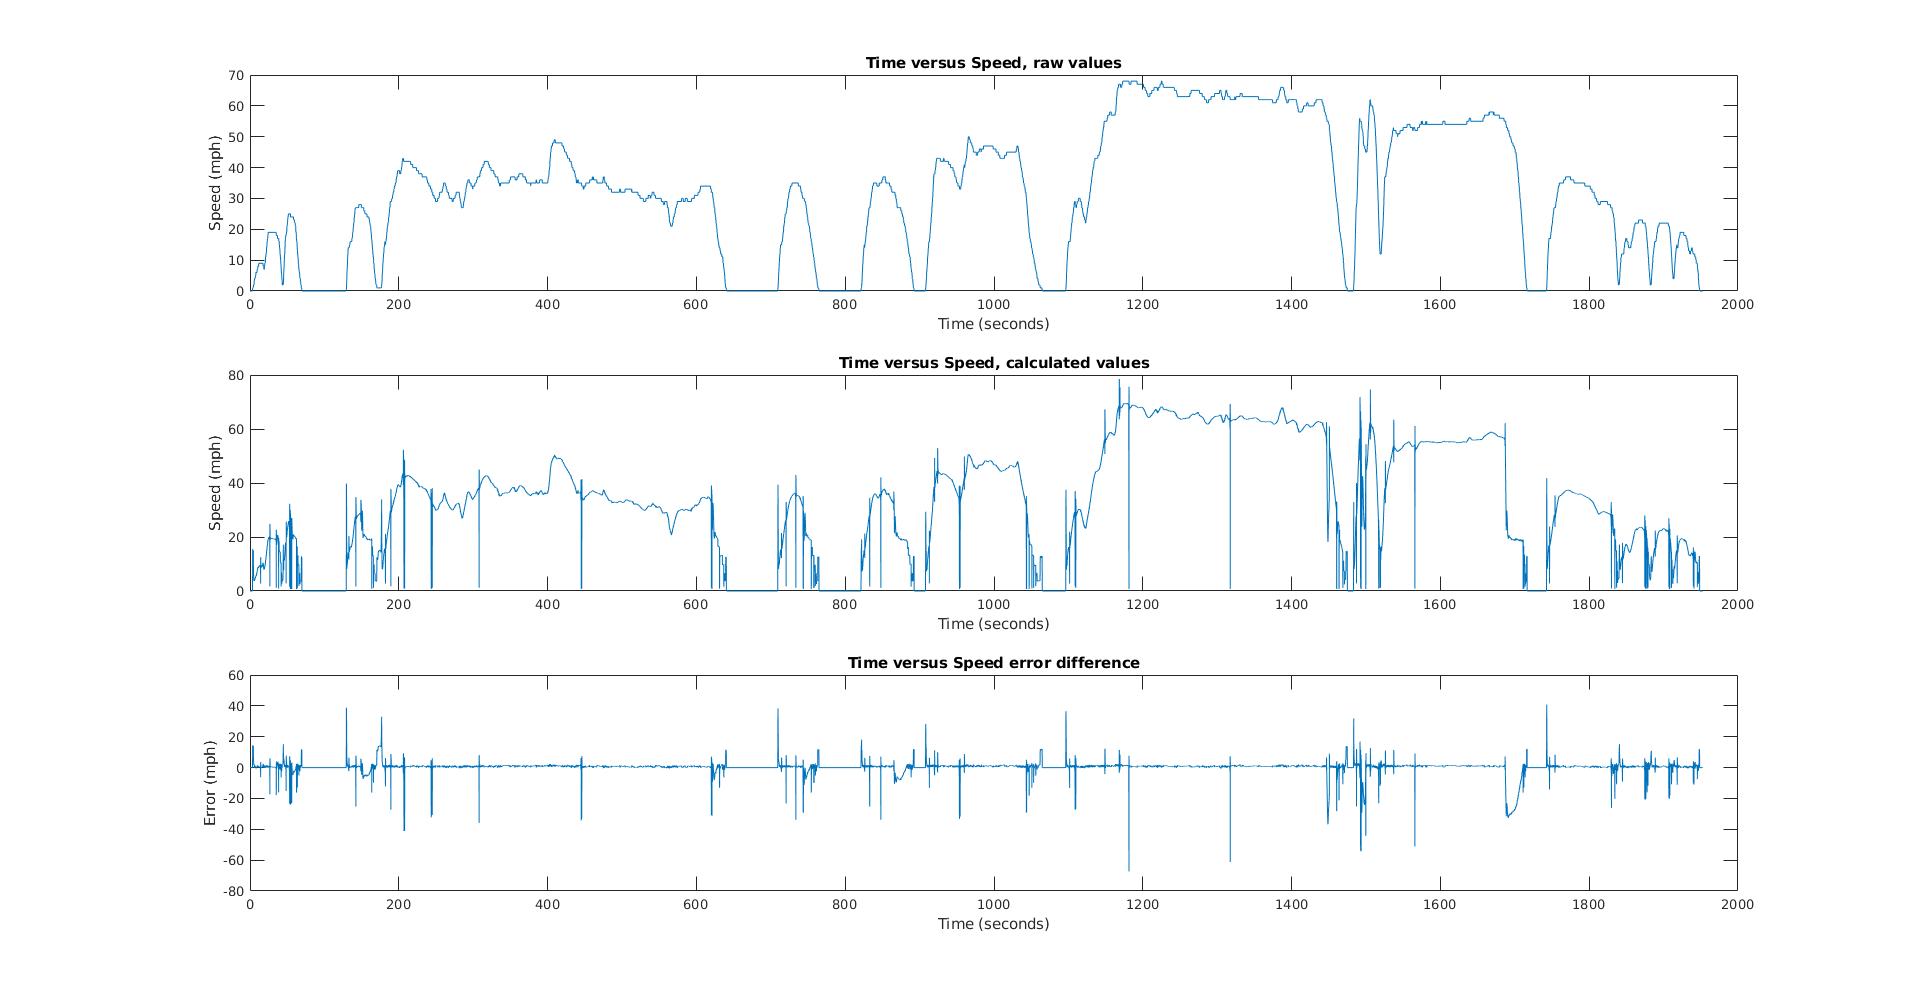 Time versus Speed, raw values
70
60
50
40
30
20
10
0
Speed (mph)
0 200 400 600 800 1000 1200 1400 1600 1800 2000
Time (seconds)
Time versus Speed, calculated values
80
60
40
20
0
Speed (mph)
0 200 400 600 800 1000 1200 1400 1600 1800 2000
Time (seconds)
Time versus Speed error difference
60
40
20
0
-20
-40
-60
-80
Error (mph)
0 200 400 600 800 1000 1200 1400 1600 1800 2000
Time (seconds)